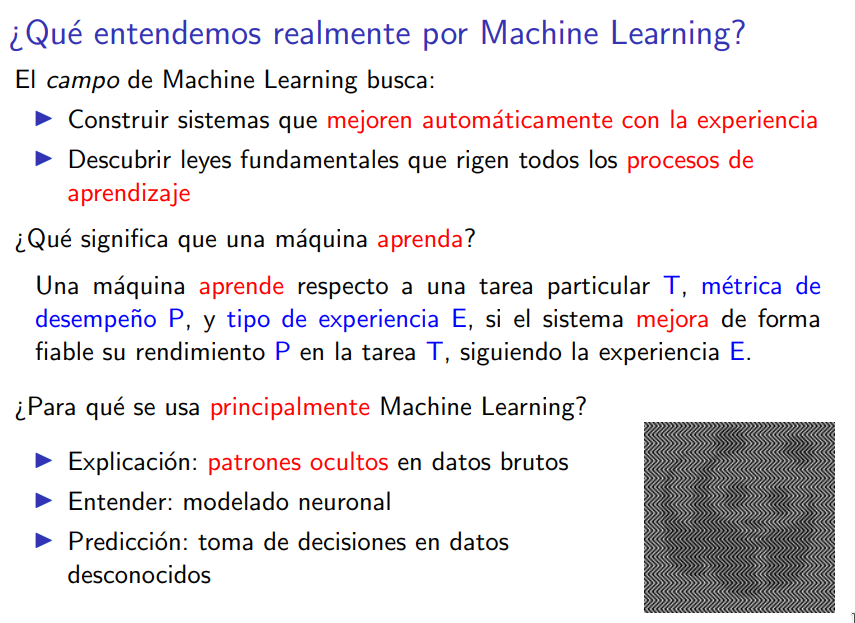 ¿Qué entendemos realmente por Machine Learning?
El campo de Machine Learning busca:
Construir sistemas que mejoren automáticamente con la experiencia
Descubrir leyes fundamentales que rigen todos los procesos de
aprendizaje
¿Qué significa que una máquina aprenda?
Una máquina aprende respecto a una tarea particular T, métrica de
desempeño P, y tipo de experiencia E, si el sistema mejora de forma
fiable su rendimiento P en la tarea T, siguiendo la experiencia E.
¿Para qué se usa principalmente Machine Learning?
Explicación: patrones ocultos en datos brutos
Entender: modelado neuronal
Predicción: toma de decisiones en datos
desconocidos